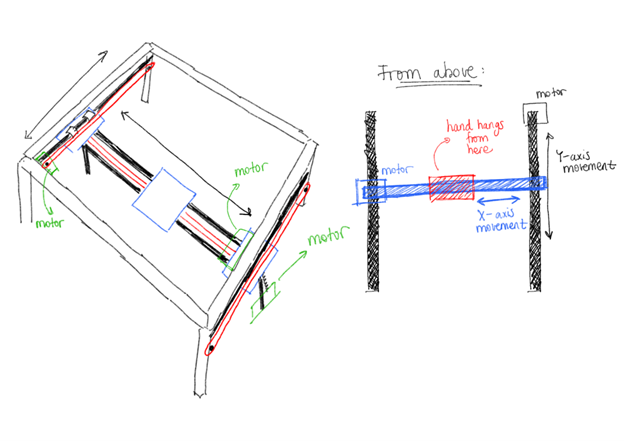 From above:
motor
hand hangs
from
here
motor
Y-axis
movement
X-axis
movement
motor
motor
motor